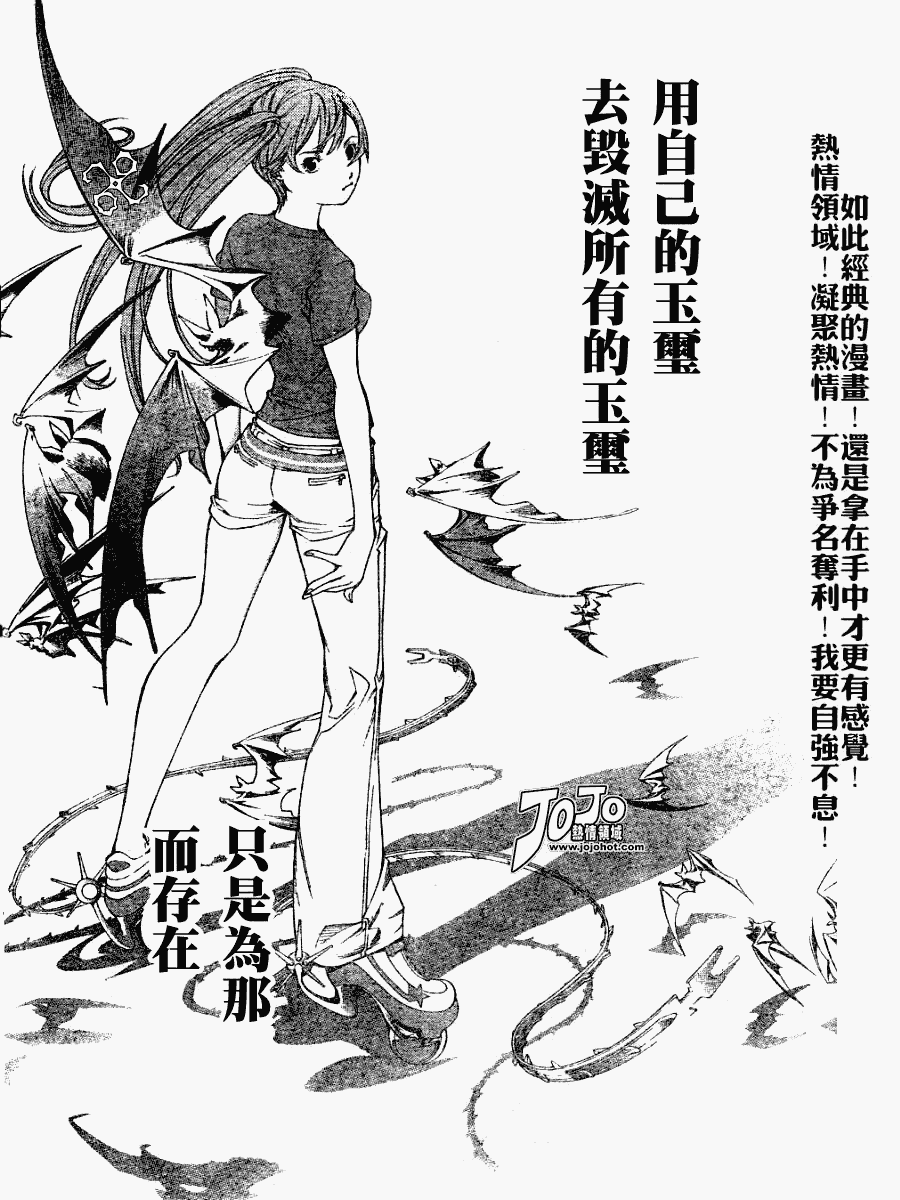 如此經典的漫畫！還是拿在手中才更有感覺！
熱情領域！凝聚熱情！不為爭名奪利！我要自強不息！
用自己的玉璽
去毀滅所有的玉璽
JOJO
熱情領域
www.jojohot.com
只是為那
而存在